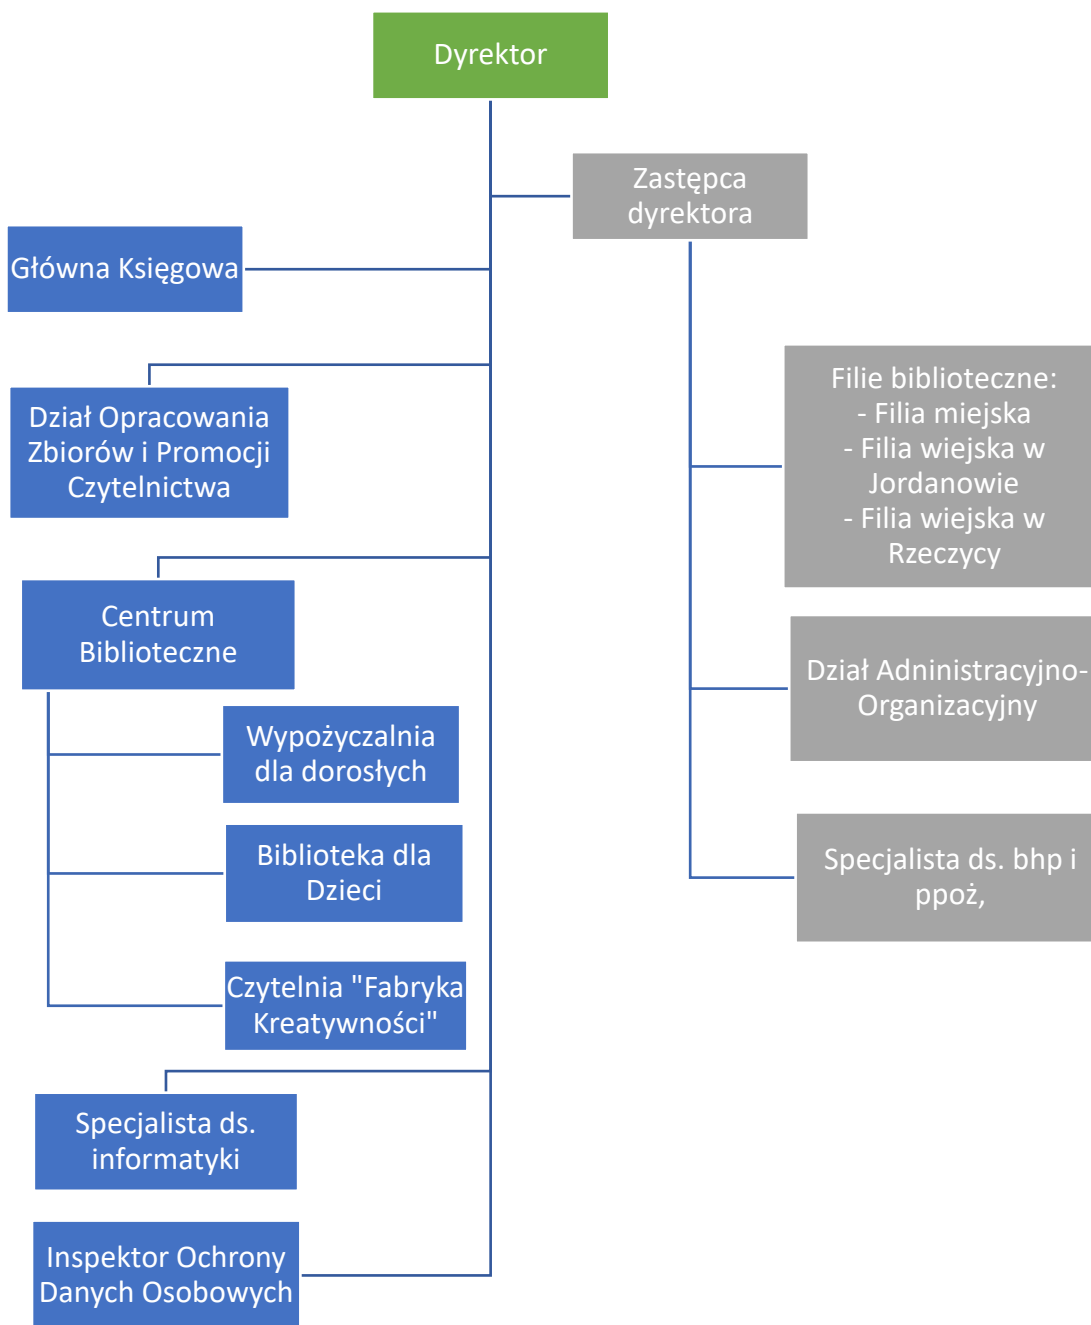 Dyrektor
Zastępca
dyrektora
Główna Księgowa
Dział Opracowania
Zbiorów i Promocji
Czytelnictwa
Centrum
Biblioteczne
Wypożyczalnia
dla dorosłych
Biblioteka dla
Dzieci
Czytelnia "Fabryka
Kreatywności"
Specjalista ds.
informatyki
Inspektor Ochrony
Danych Osobowych
Filie biblioteczne:
- Filia miejska
- Filia wiejska w
Jordanowie
- Filia wiejska w
Rzeczycy
Dział Adninistracyjno-
Organizacyjny
Specjalista ds. bhp i
ppoż,